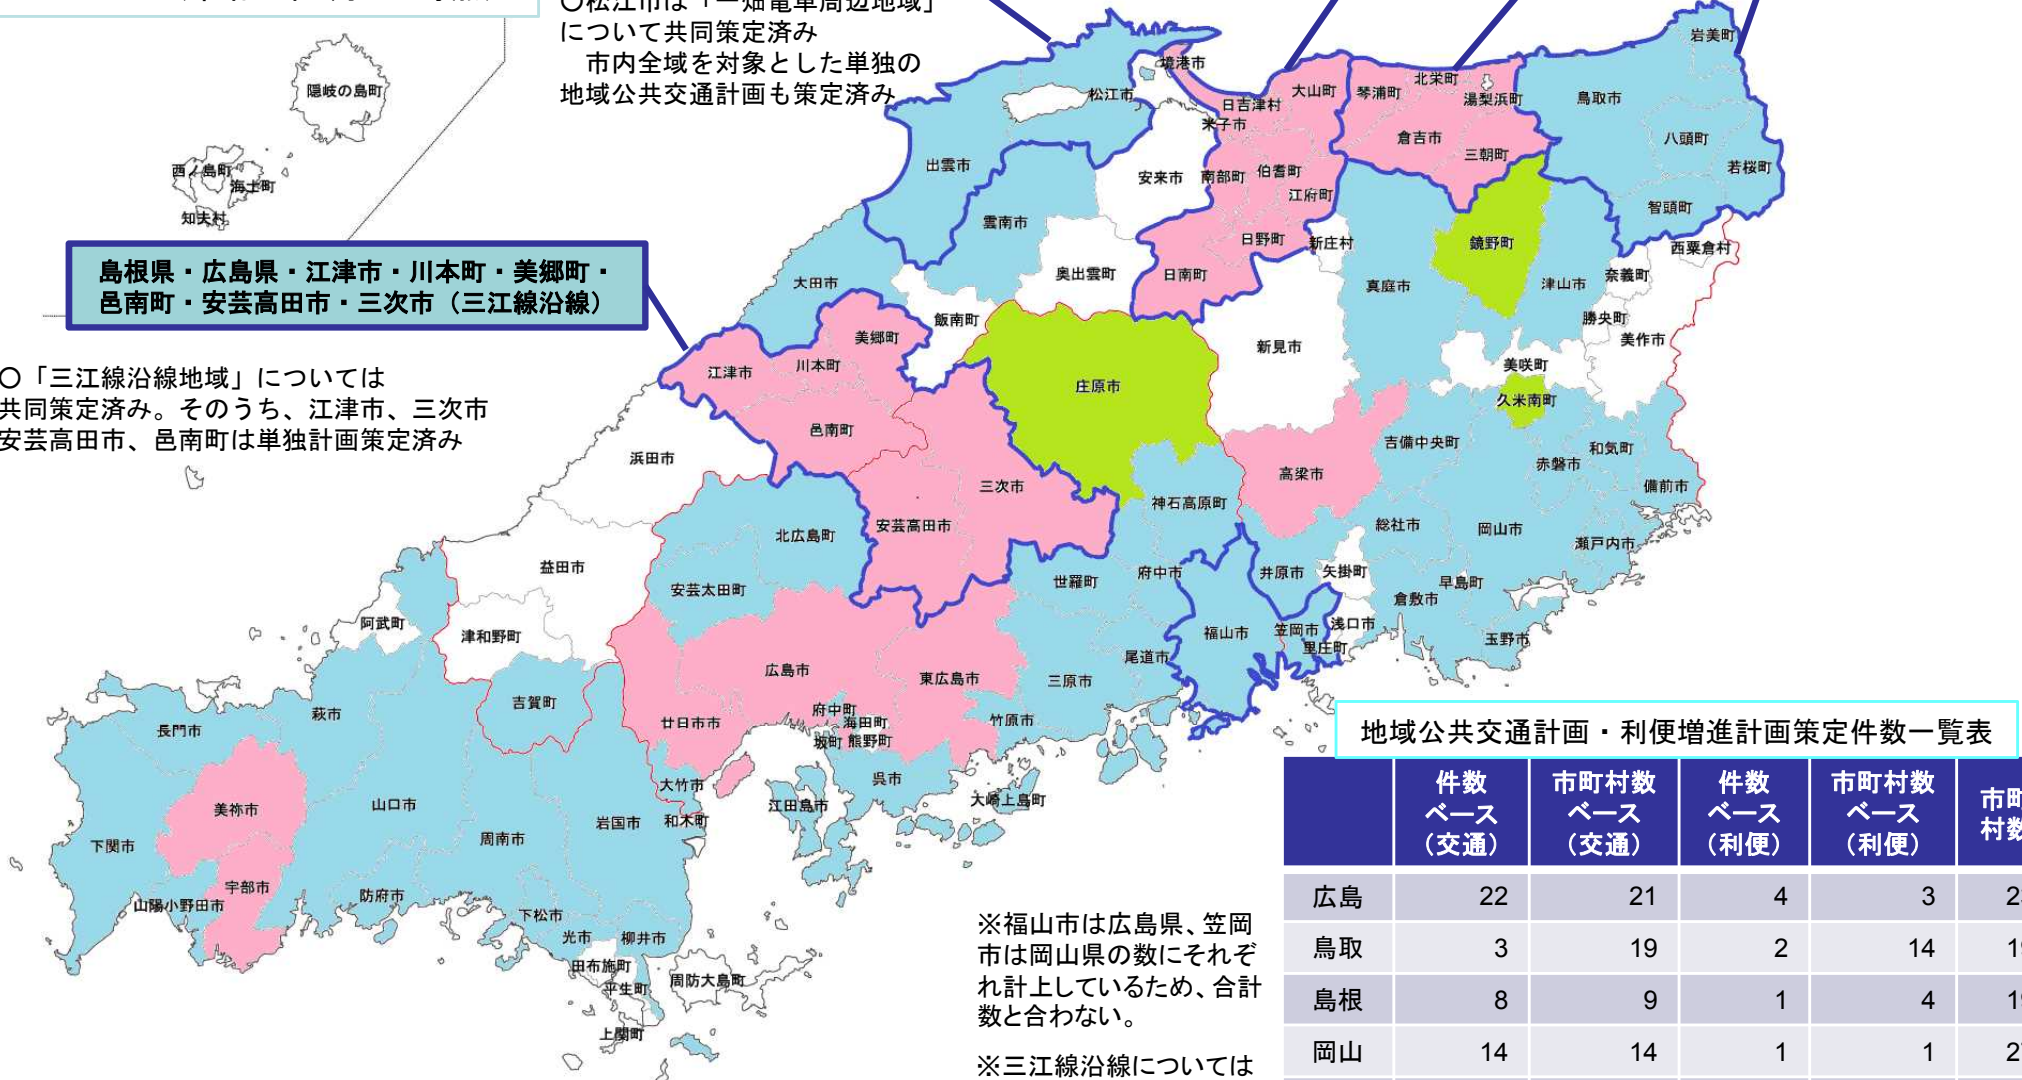 〇松江市は「一畑電車周辺地域」
について共同策定済み
市内全域を対象とした単独の
地域公共交通計画も策定済み
隠岐の島町
西ノ島町
海士町
知夫村
島根県・広島県・江津市・川本町・美郷町・
邑南町・安芸高田市・三次市（三江線沿線）
〇「三江線沿線地域」については
共同策定済み。そのうち、江津市、三次市
安芸高田市、邑南町は単独計画策定済み
境港市
松江市
日吉津村
米子市
大山町
琴浦町
北栄町
湯梨浜町
倉吉市
三朝町
岩美町
鳥取市
八頭町
若桜町
智頭町
出雲市
安来市
南部町
伯耆町
江府町
雲南市
日野町
日南町
新庄村
鏡野町
西粟倉村
奥出雲町
大田市
真庭市
津山市
奈義町
勝央町
美作市
飯南町
美郷町
新見市
美咲町
江津市
川本町
庄原市
久米南町
邑南町
吉備中央町
和気町
赤磐市
備前市
浜田市
高梁市
三次市
神石高原町
安芸高田市
総社市
岡山市
瀬戸内市
北広島町
益田市
世羅町
府中市
井原市
矢掛町
早島町
倉敷市
安芸太田町
阿武町
津和野町
福山市
笠岡市
浅口市
里庄町
玉野市
尾道市
広島市
東広島市
三原市
吉賀町
萩市
長門市
廿日市市
府中町
海田町
坂町
熊野町
竹原市
呉市
大竹市
江田島市
大崎上島町
美祢市
山口市
岩国市
和木町
周南市
下関市
宇部市
山陽小野田市
防府市
下松市
光市
柳井市
田布施町
平生町
周防大島町
上関町
地域公共交通計画・利便増進計画策定件数一覧表
件数
ベース
（交通）
市町村数
ベース
（交通）
件数
ベース
（利便）
市町村数
ベース
（利便）
市町
村数
広島 22 21 4 3 2
鳥取 3 19 2 14 1
島根 8 9 1 4 1
岡山 14 14 1 1 2
※福山市は広島県、笠岡
市は岡山県の数にそれぞ
れ計上しているため、合計
数と合わない。
※三江線沿線については